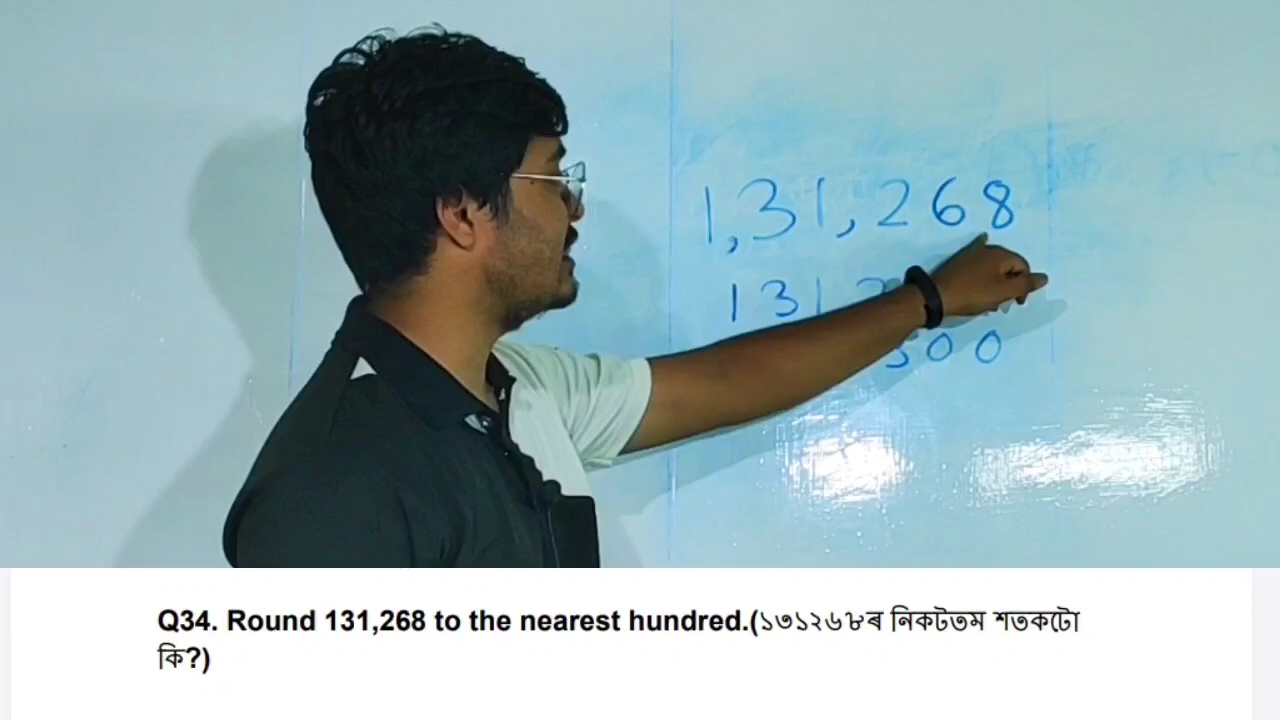 1,31,268
131
00
Q34. Round 131,268 to the nearest hundred.(১৩১২৬৮ৰ নিকটতম শতকটো
কি?)